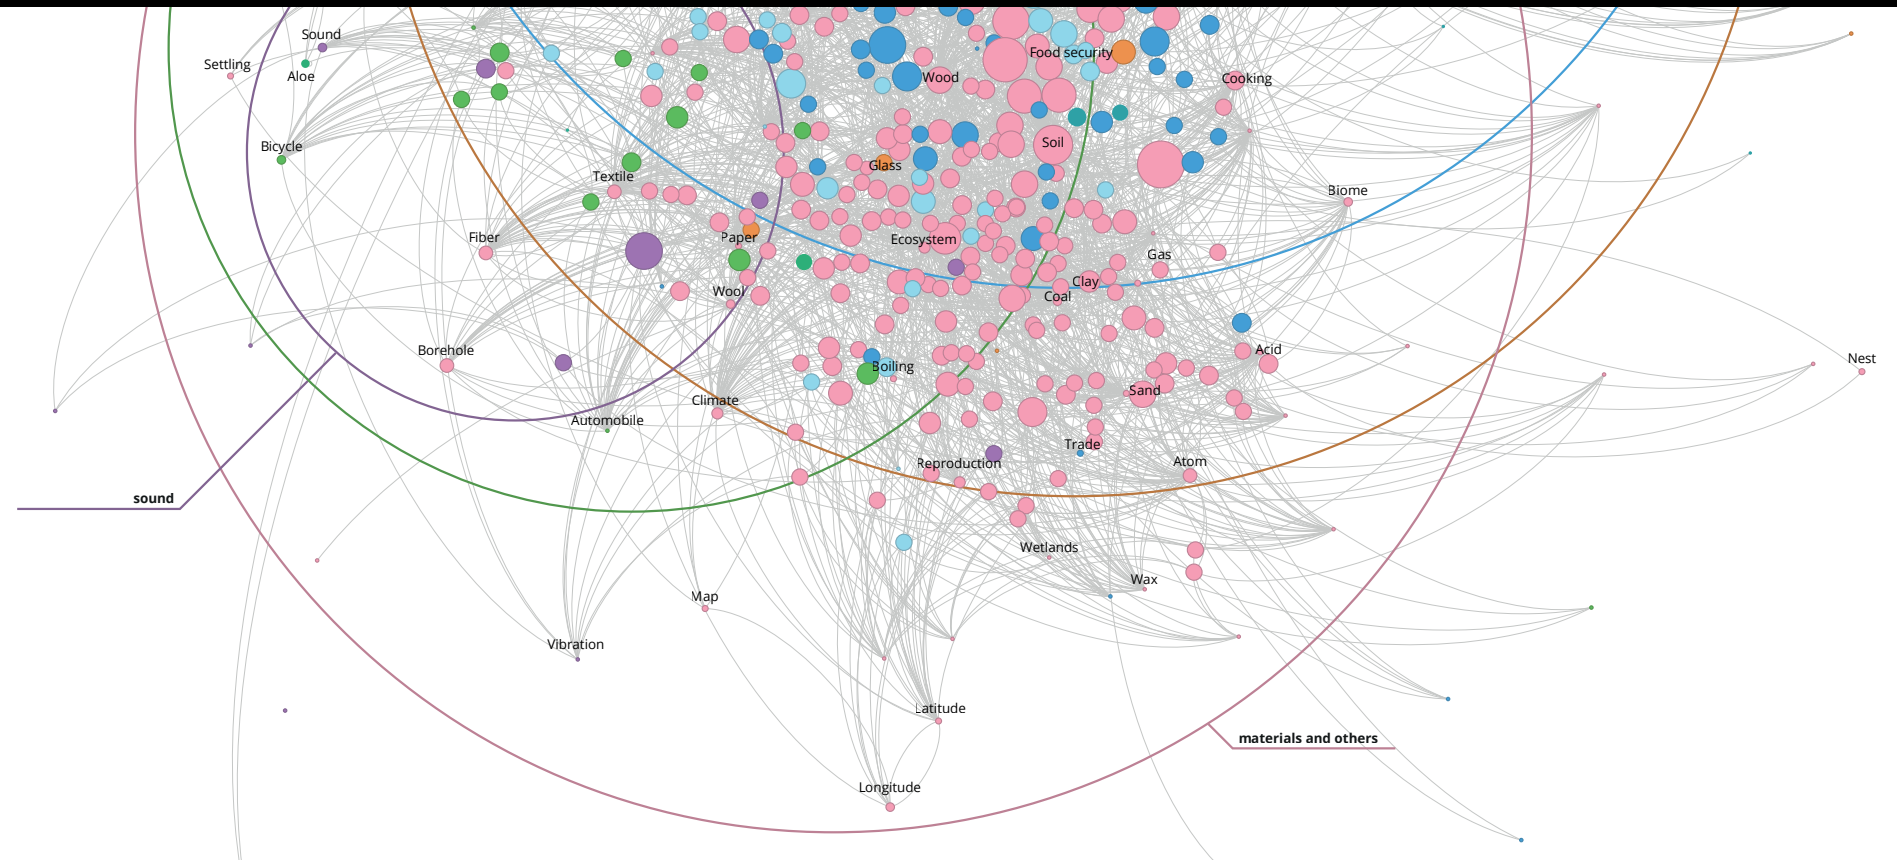 Sound
Settling
Aloe
Food security
Wood
Cooking
Bicycle
Soil
Glass
Textile
Biome
Fiber
Paper
Ecosystem
Gas
Wool
Clay
Coal
Borehole
Acid
Boiling
Nest
Sand
Climate
Automobile
Trade
Reproduction
Atom
sound
Wetlands
Wax
Map
Vibration
Latitude
materials and others
Longitude